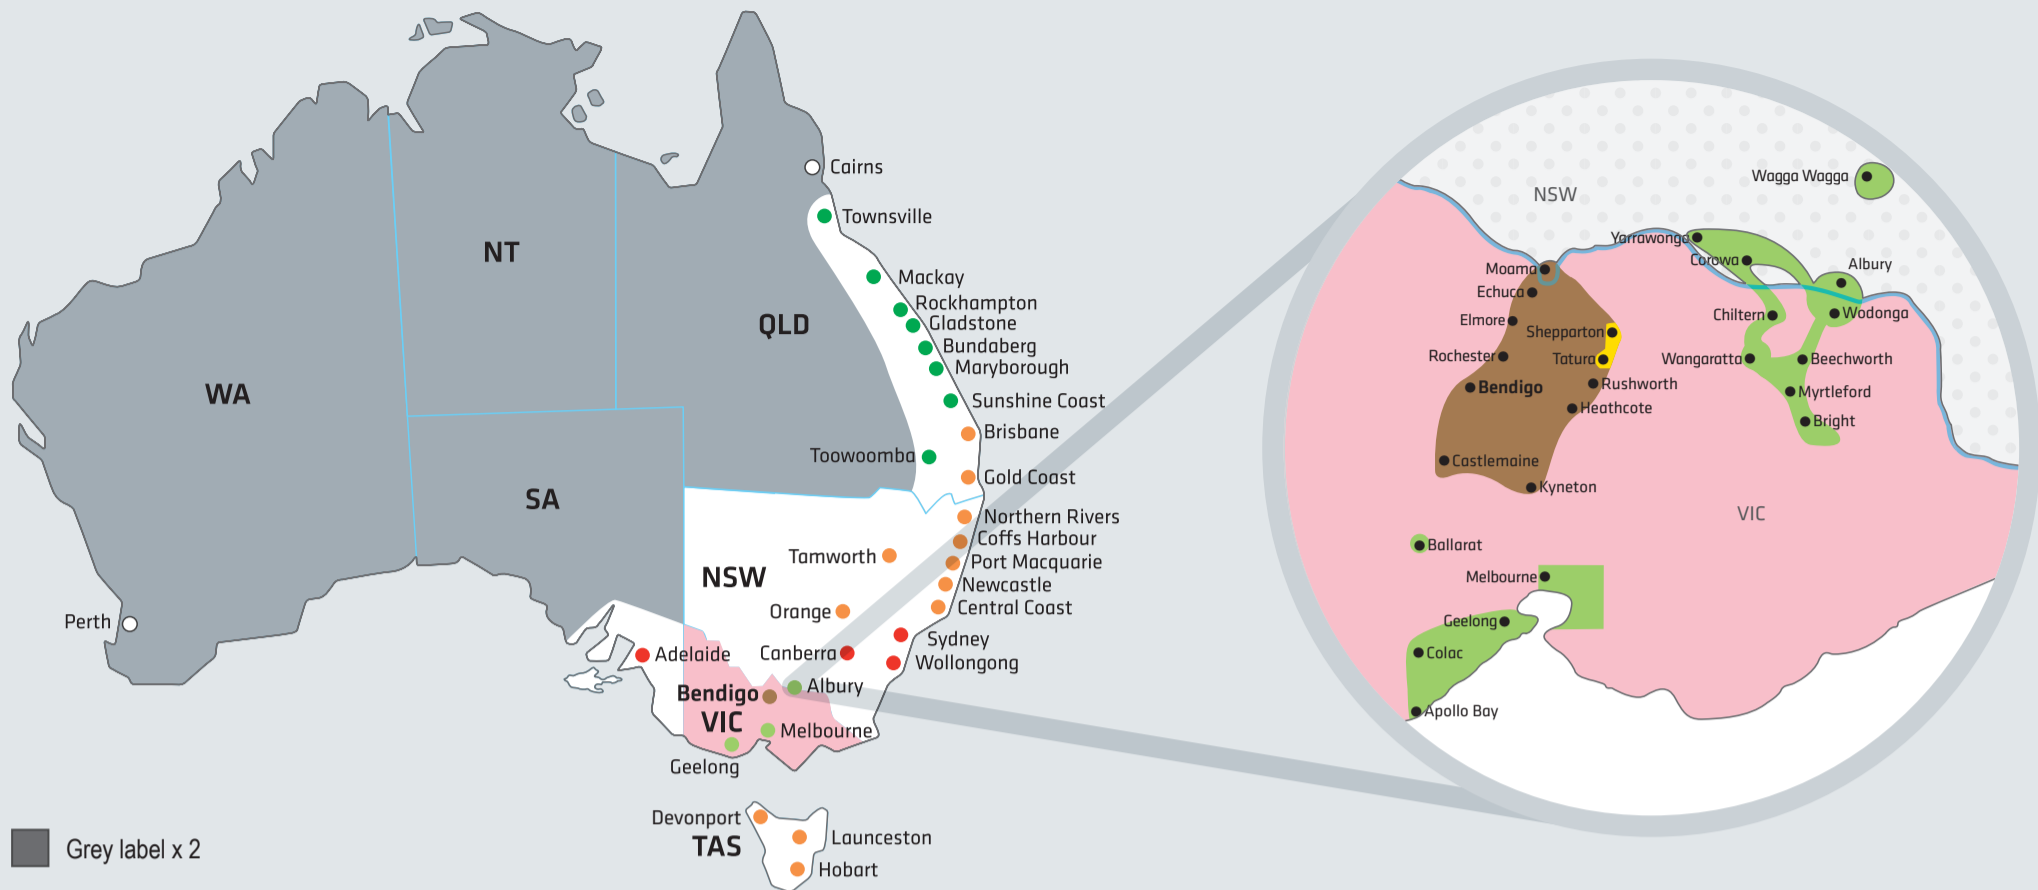 Cairns
Townsville
Mackay
Rockhampton
Gladstone
Bundaberg
Maryborough
Sunshine Coast
Brisbane
Toowoomba
Gold Coast
NT
QLD
WA
SA
Northern Rivers
Coffs Harbour
Tamworth
Port Macquarie
NSW
Newcastle
Orange
Central Coast
Perth
Sydney
Adelaide
Canberra
Wollongong
Albury
Bendigo
VIC
Melbourne
Geelong
Devonport
TAS
Launceston
Hobart
Grey label x 2
Wagga Wagga
NSW
Yarrawonga
Corowa
Albury
Moama
Echuca
Elmore
Chiltern
Wodonga
Shepparton
Rochester
Tatura
Wangaratta
Beechworth
Bendigo
Rushworth
Myrtleford
Heathcote
Bright
Castlemaine
Kyneton
VIC
Ballarat
Melbourne
Geelong
Colac
Apollo Bay